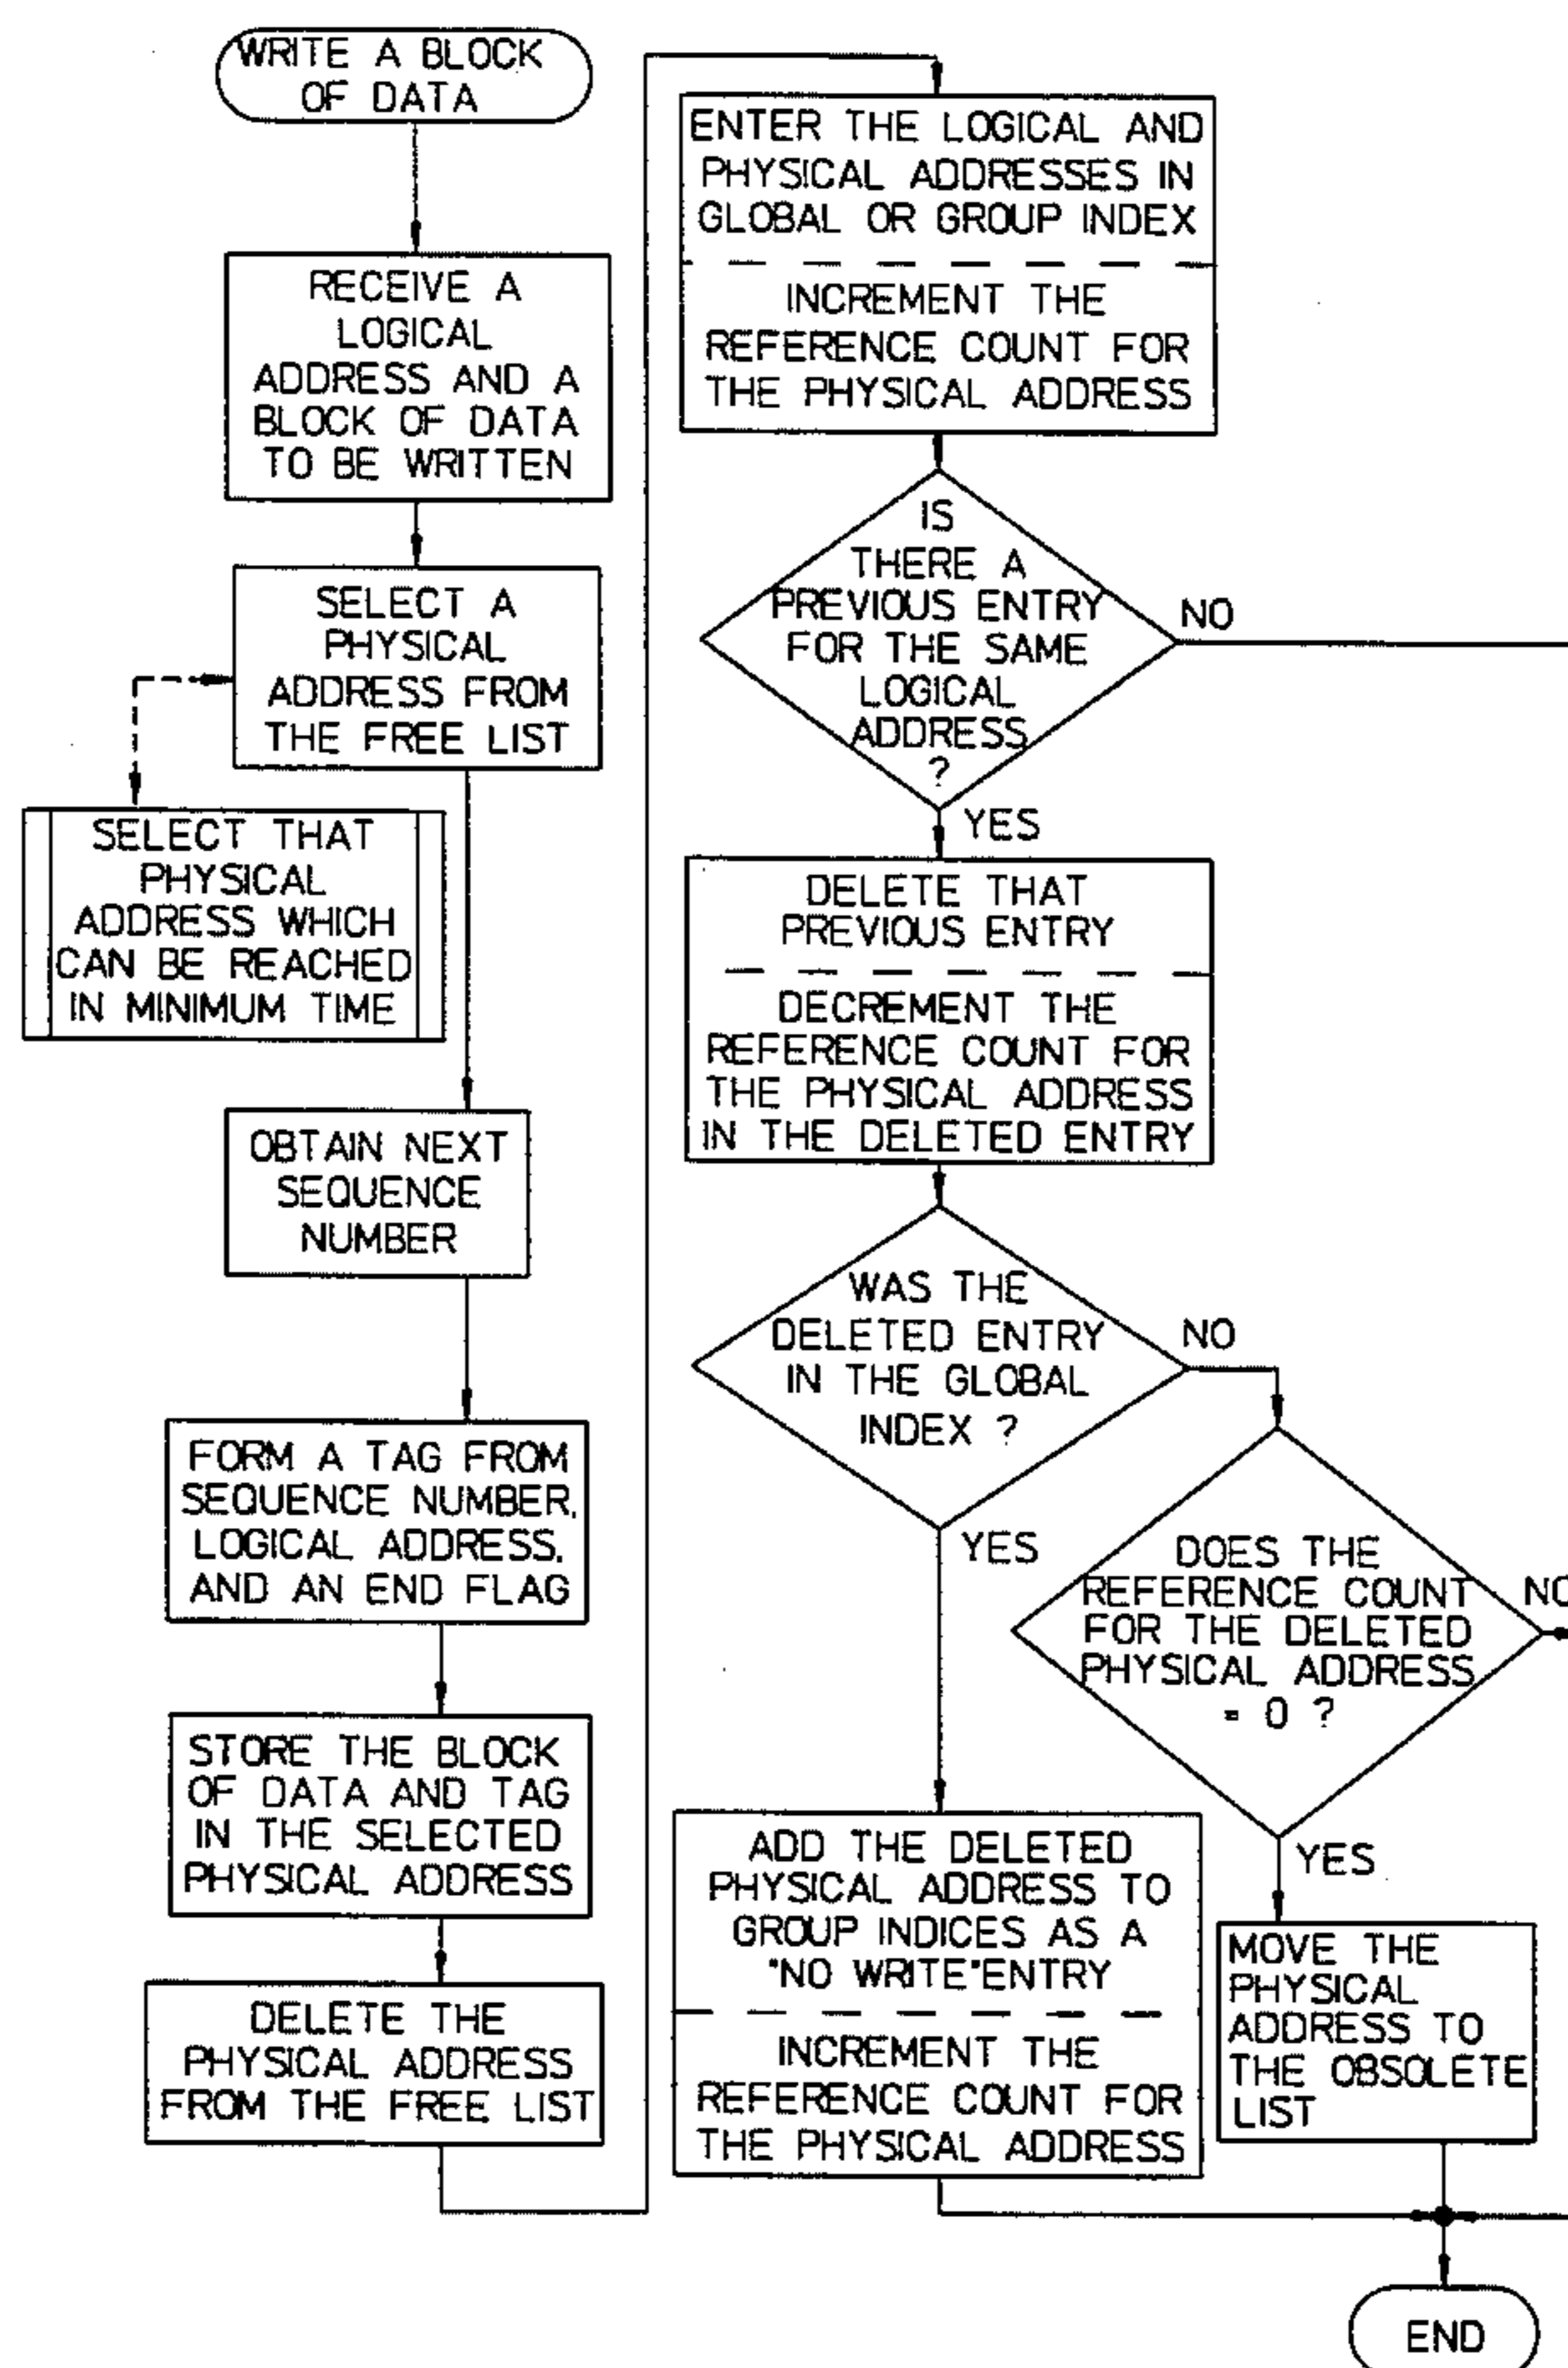 WRITE A BLOCK
OF DATA
RECEIVE A
LOGICAL
ADDRESS AND A
BLOCK OF DATA
TO BE WRITTEN
SELECT A
PHYSICAL
ADDRESS FROM
THE FREE LIST
SELECT THAT
PHYSICAL
ADDRESS WHICH
CAN BE REACHED
IN MINIMUM TIME
OBTAIN NEXT
SEQUENCE
NUMBER
FORM A TAG FROM
SEQUENCE NUMBER,
LOGICAL ADDRESS,
AND AN END FLAG
STORE THE BLOCK
OF DATA AND TAG
IN THE SELECTED
PHYSICAL ADDRESS
DELETE THE
PHYSICAL ADDRESS
FROM THE FREE LIST
ENTER THE LOGICAL AND
PHYSICAL ADDRESSES IN
GLOBAL OR GROUP INDEX
INCREMENT THE
REFERENCE COUNT FOR
THE PHYSICAL ADDRESS
IS
THERE A
PREVIOUS ENTRY
FOR THE SAME
LOGICAL
ADDRESS
?
NO
YES
DELETE THAT
PREVIOUS ENTRY
DECREMENT THE
REFERENCE COUNT FOR
THE PHYSICAL ADDRESS
IN THE DELETED ENTRY
WAS THE
DELETED ENTRY
IN THE GLOBAL
INDEX ?
NO
YES
DOES THE
REFERENCE COUNT
FOR THE DELETED
PHYSICAL ADDRESS
= 0 ?
NO
YES
ADD THE DELETED
PHYSICAL ADDRESS TO
GROUP INDICES AS A
"NO WRITE" ENTRY
INCREMENT THE
REFERENCE COUNT FOR
THE PHYSICAL ADDRESS
MOVE THE
PHYSICAL
ADDRESS TO
THE OBSOLETE
LIST
END